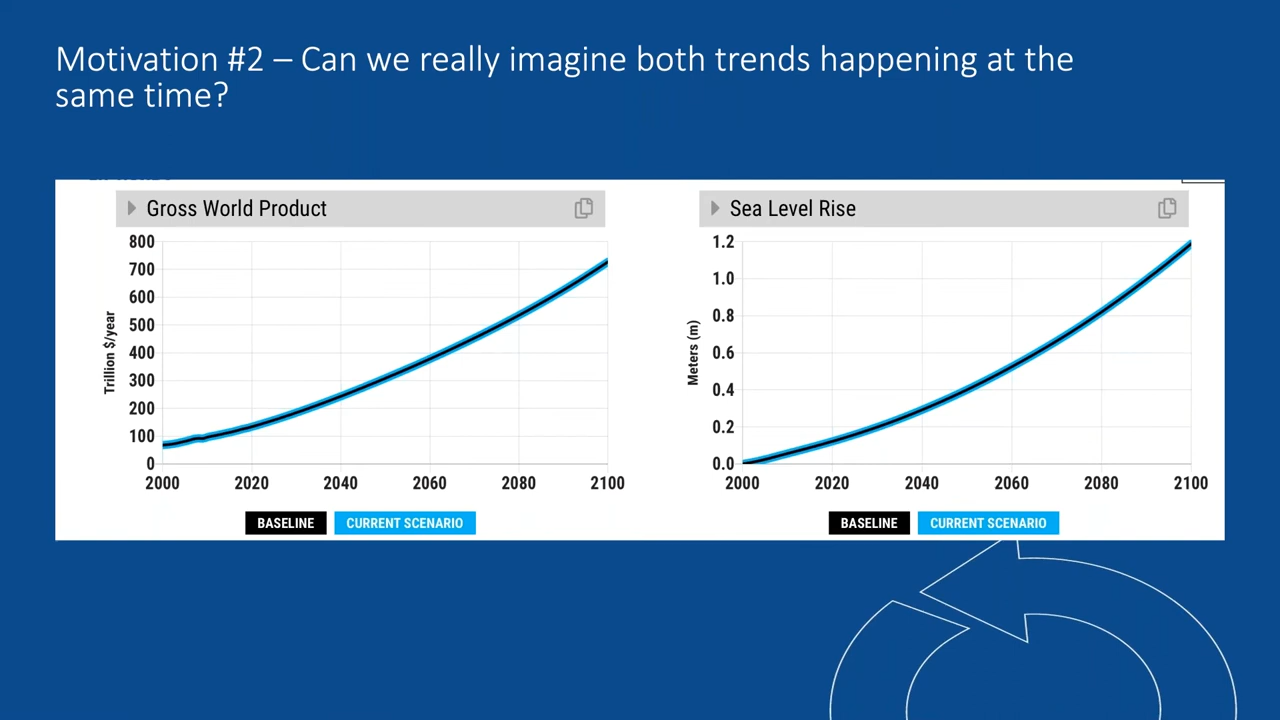 Motivation #2 – Can we really imagine both trends happening at the
same time?
Gross World Product
Trillion $/year
800
700
600
500
400
300
200
100
0
2000 2020 2040 2060 2080 2100
BASELINE CURRENT SCENARIO
Sea Level Rise
Meters (m)
1.2
1.0
0.8
0.6
0.4
0.2
0.0
2000 2020 2040 2060 2080 2100
BASELINE CURRENT SCENARIO